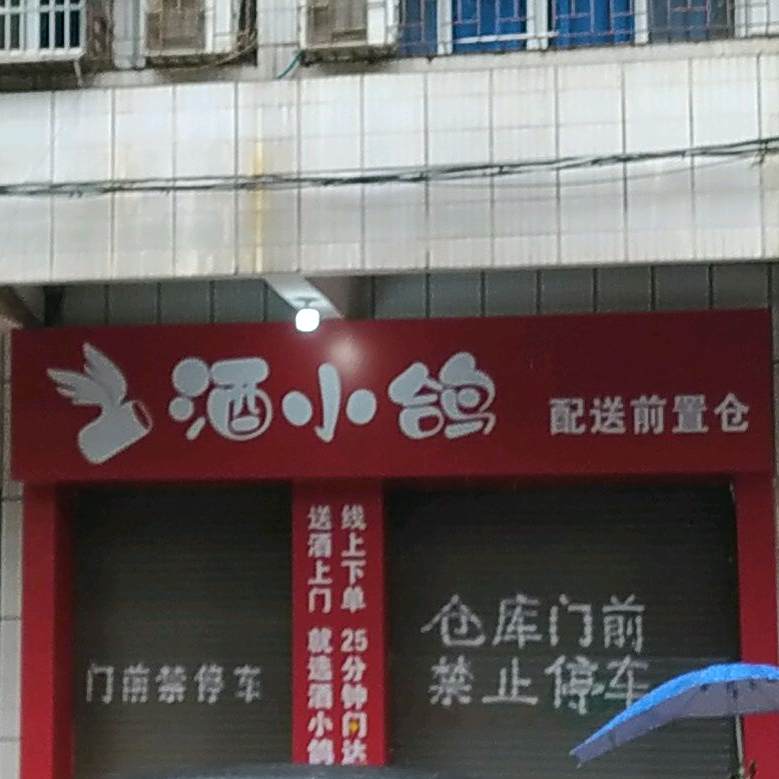 酒小鸽
配送前置仓
线上下单 25分钟闪达
送酒上门 就选酒小鸽
门前禁停车
仓库门前
禁止停车